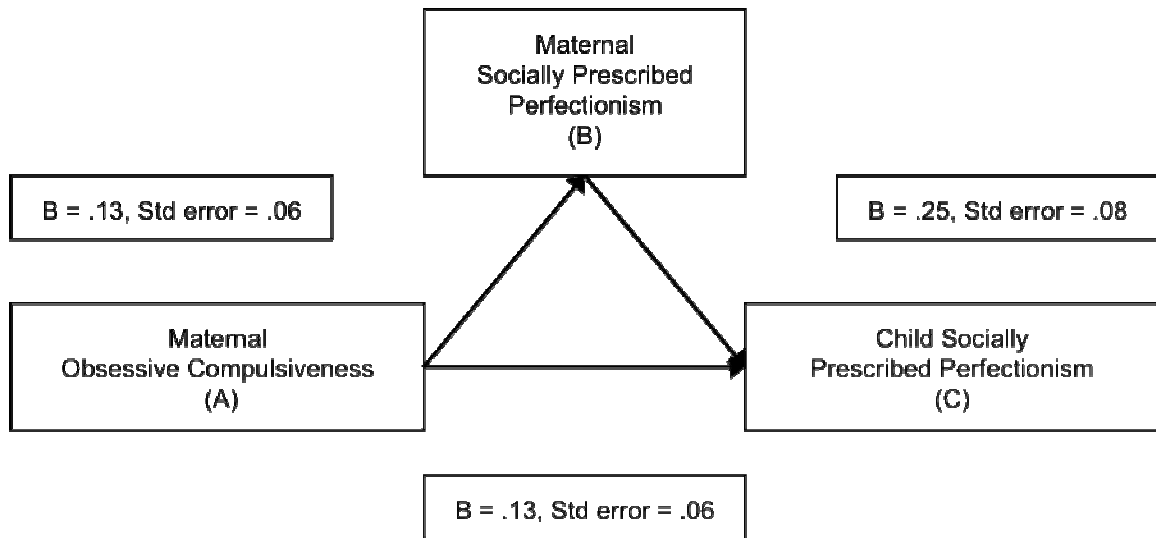 Maternal
Socially Prescribed
Perfectionism
(B)
B = .13, Std error = .06
B = .25, Std error = .08
Maternal
Obsessive Compulsiveness
(A)
Child Socially
Prescribed Perfectionism
(C)
B = .13, Std error = .06